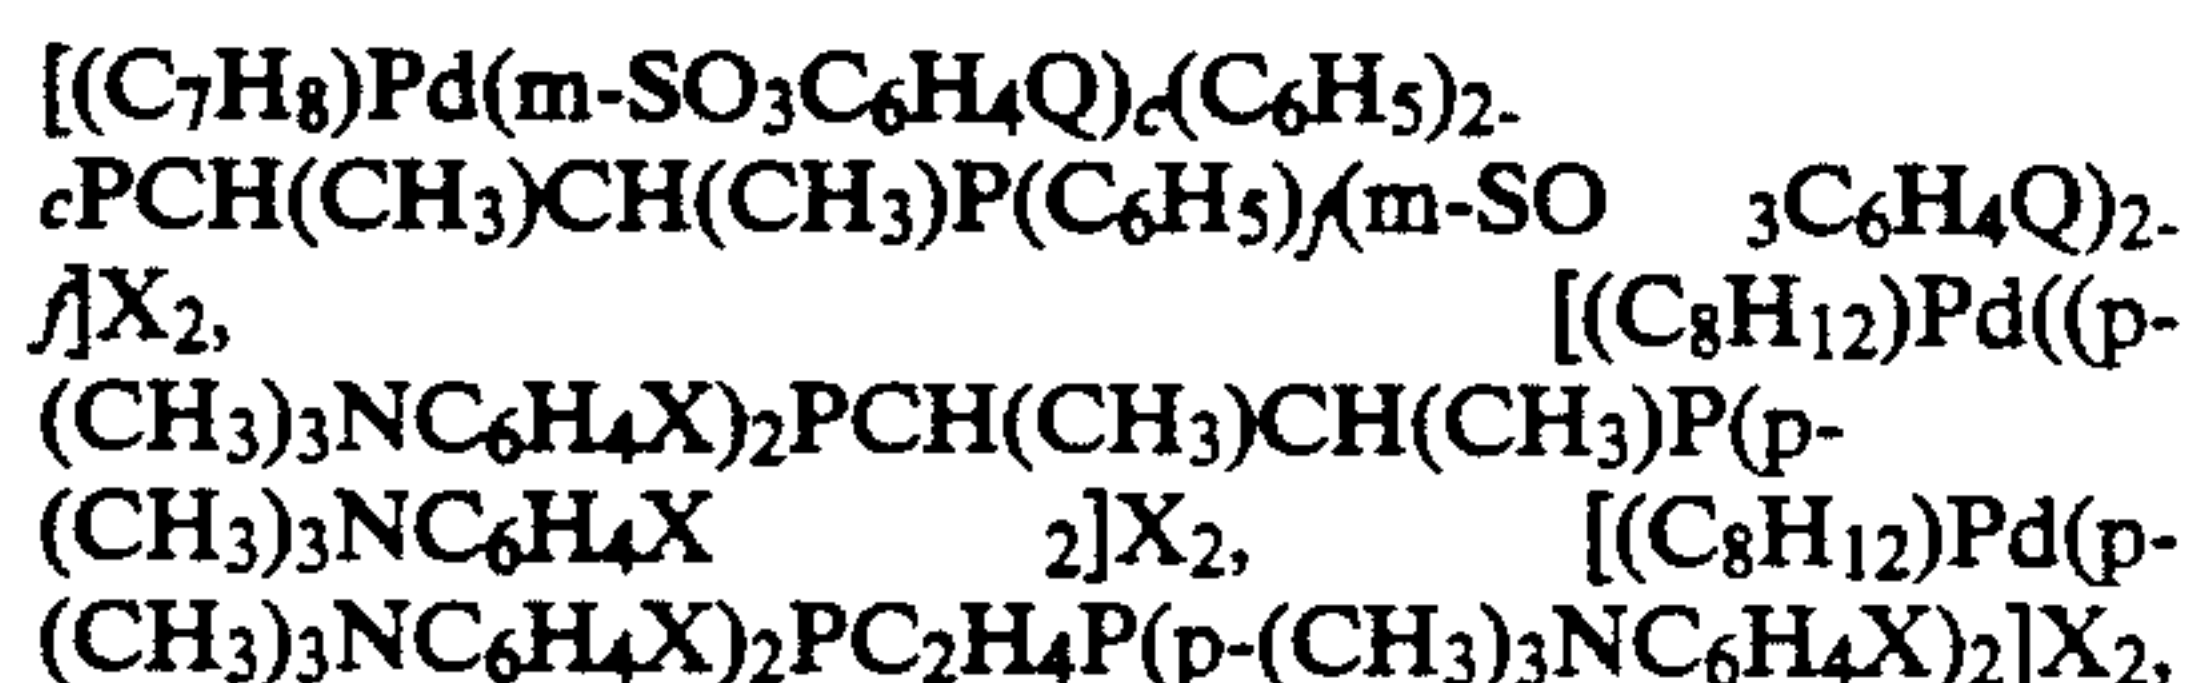 [(C₇H₈)Pd(m-SO₃C₆H₄Q)c(C₆H₅)₂₋
cPCH(CH₃)CH(CH₃)P(C₆H₅)f(m-SO ₃C₆H₄Q)₂₋
f]X₂, [(C₈H₁₂)Pd((p-
(CH₃)₃NC₆H₄X)₂PCH(CH₃)CH(CH₃)P(p-
(CH₃)₃NC₆H₄X ₂]X₂, [(C₈H₁₂)Pd(p-
(CH₃)₃NC₆H₄X)₂PC₂H₄P(p-(CH₃)₃NC₆H₄X)₂]X₂,